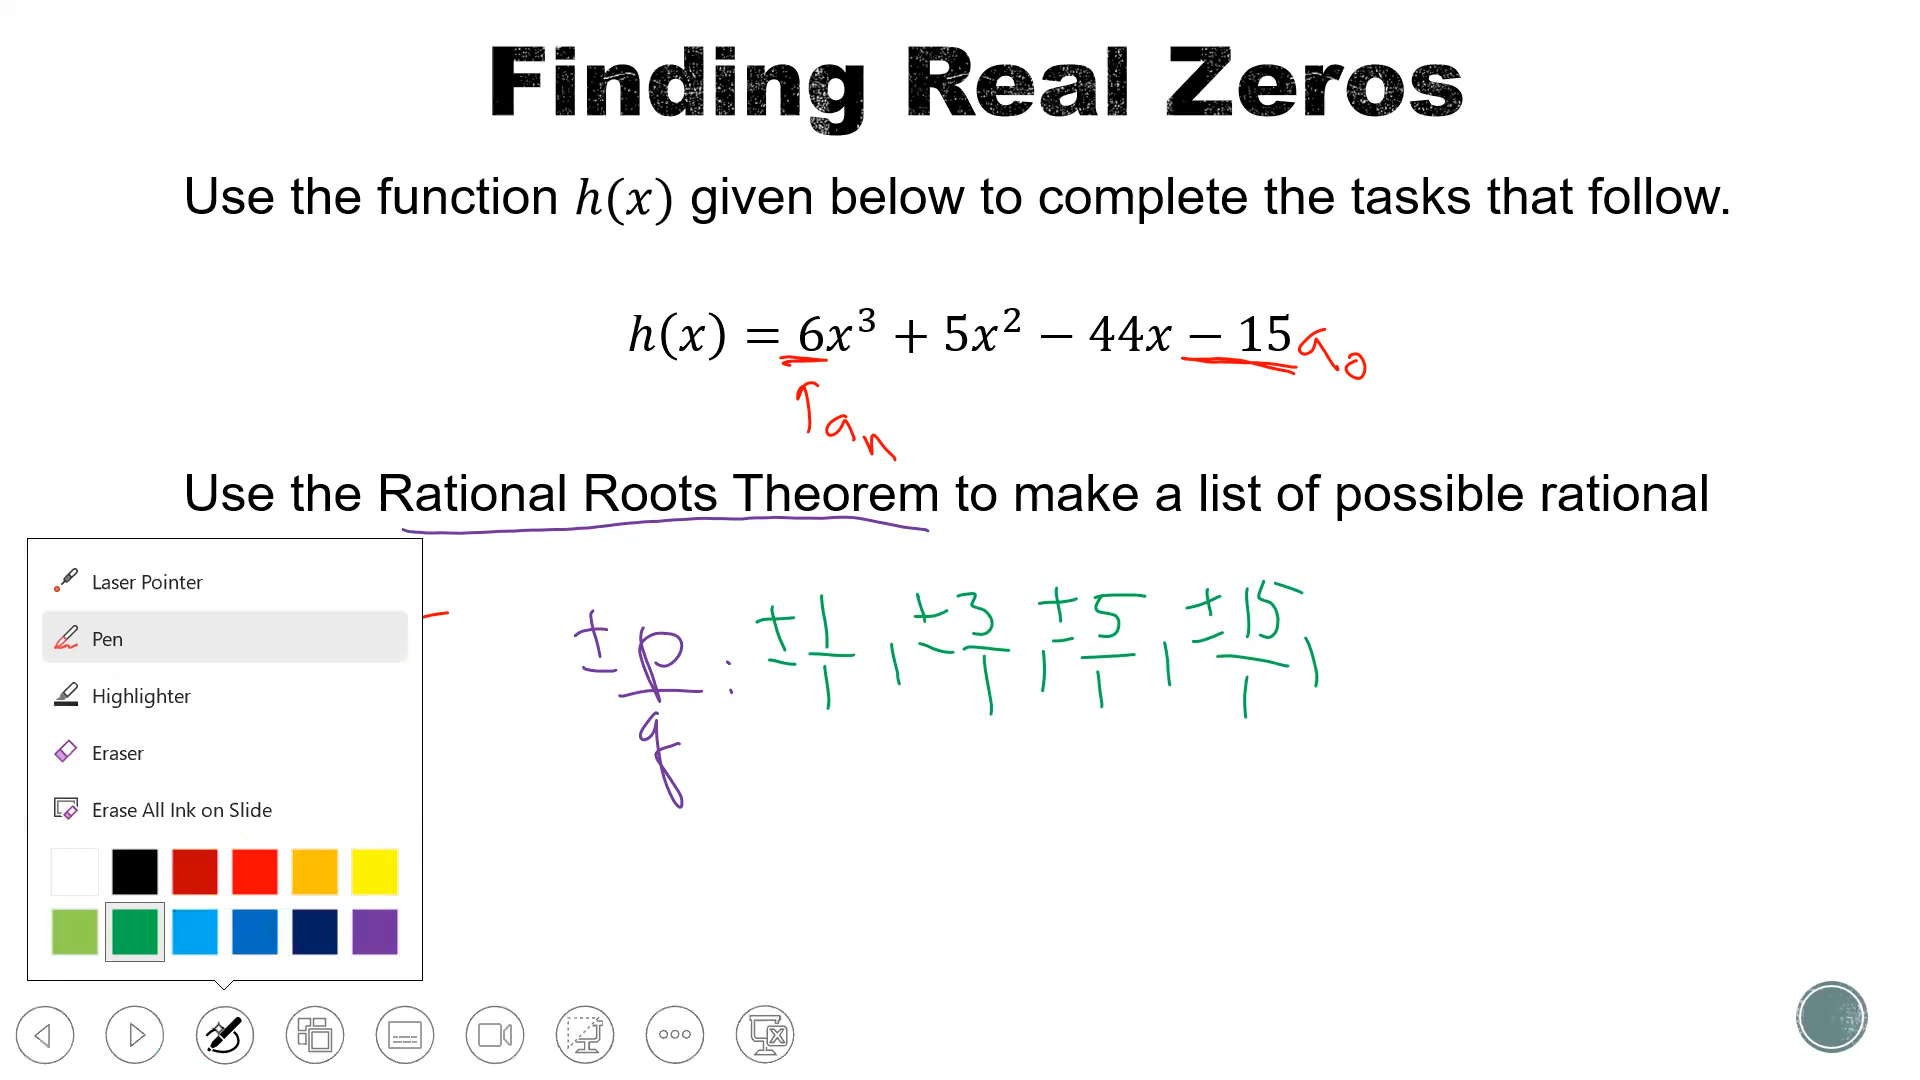 Finding Real Zeros
Use the function h(x) given below to complete the tasks that follow.
h(x) = 6x³ + 5x² − 44x − 15 a₀
aₙ
Use the Rational Roots Theorem to make a list of possible rational
± p/q : ± 1/1 , ± 3/1 , ± 5/1 , ± 15/1 ,
Laser Pointer
Pen
Highlighter
Eraser
Erase All Ink on Slide